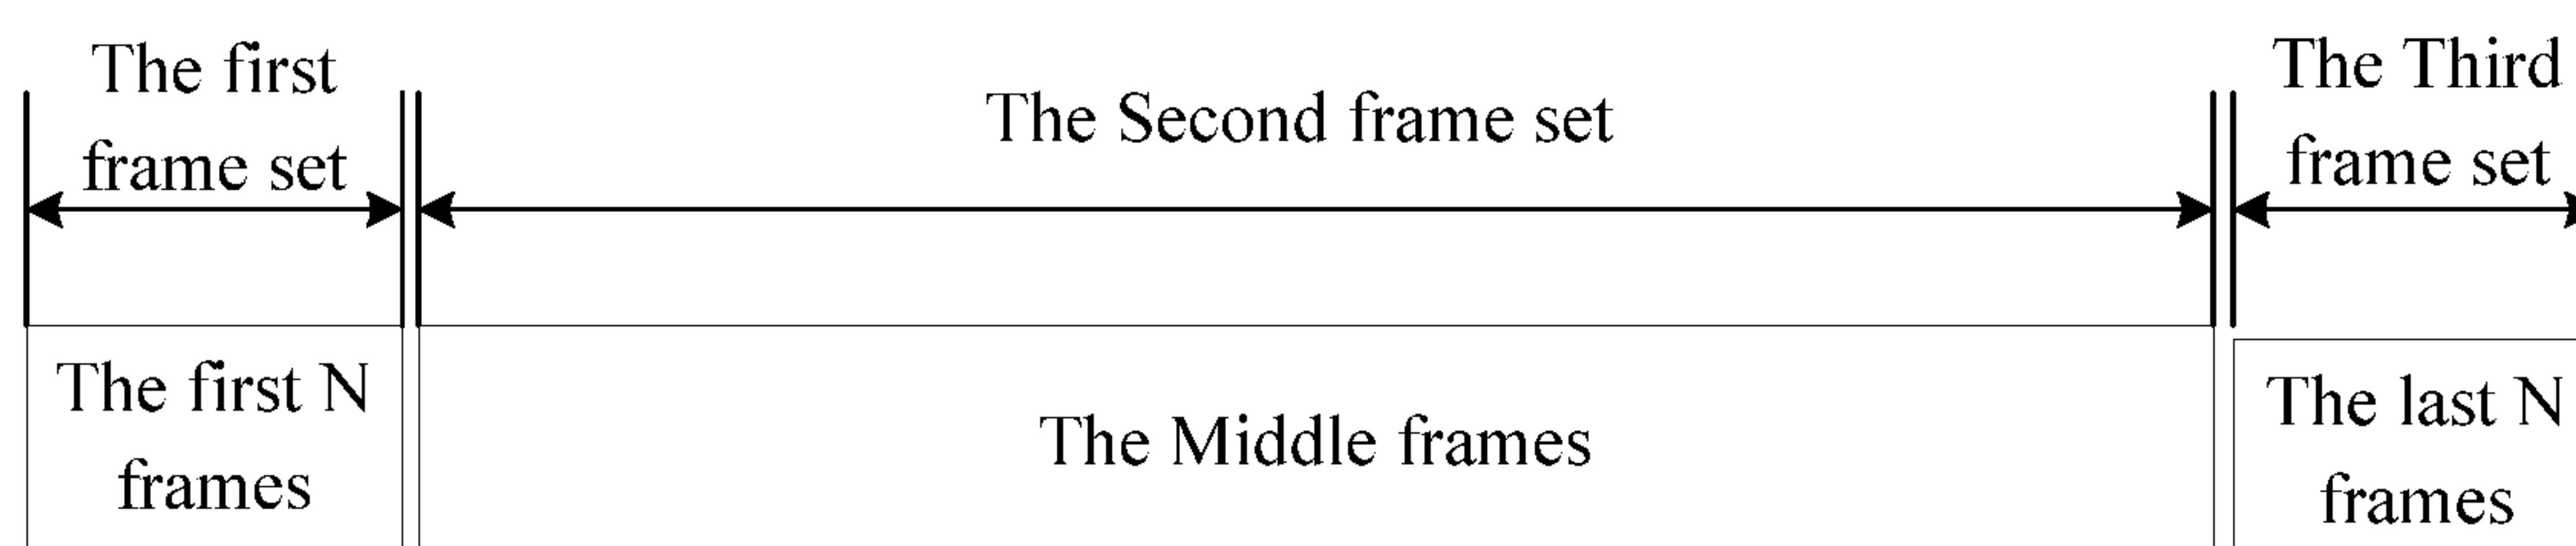 The first
frame set
The Second frame set
The Third
frame set
The first N
frames
The Middle frames
The last N
frames